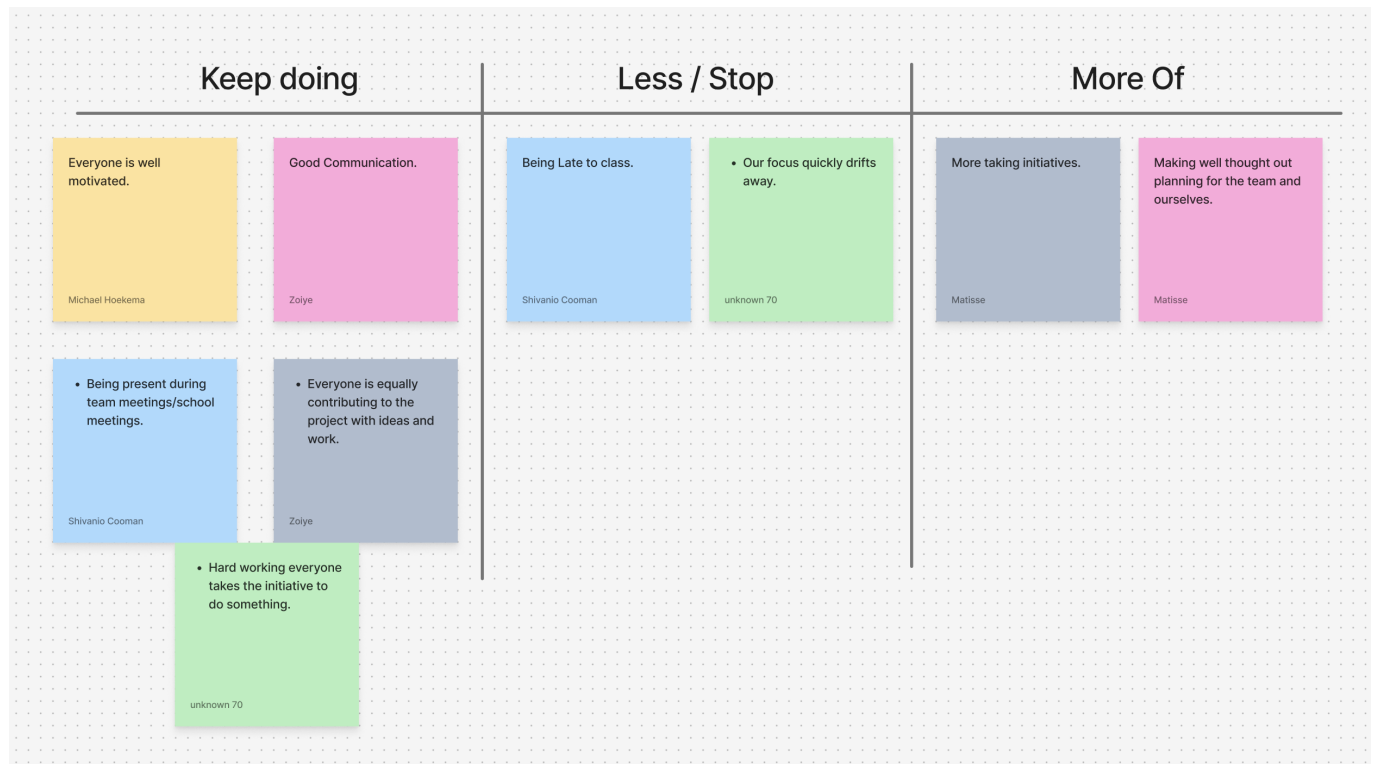 Keep doing
Less / Stop
More Of
Everyone is well
motivated.
Michael Hoekema
Good Communication.
Zoiye
Being Late to class.
Shivanio Cooman
• Our focus quickly drifts
away.
unknown 70
More taking initiatives.
Matisse
Making well thought out
planning for the team and
ourselves.
Matisse
• Being present during
team meetings/school
meetings.
Shivanio Cooman
• Everyone is equally
contributing to the
project with ideas and
work.
Zoiye
• Hard working everyone
takes the initiative to
do something.
unknown 70